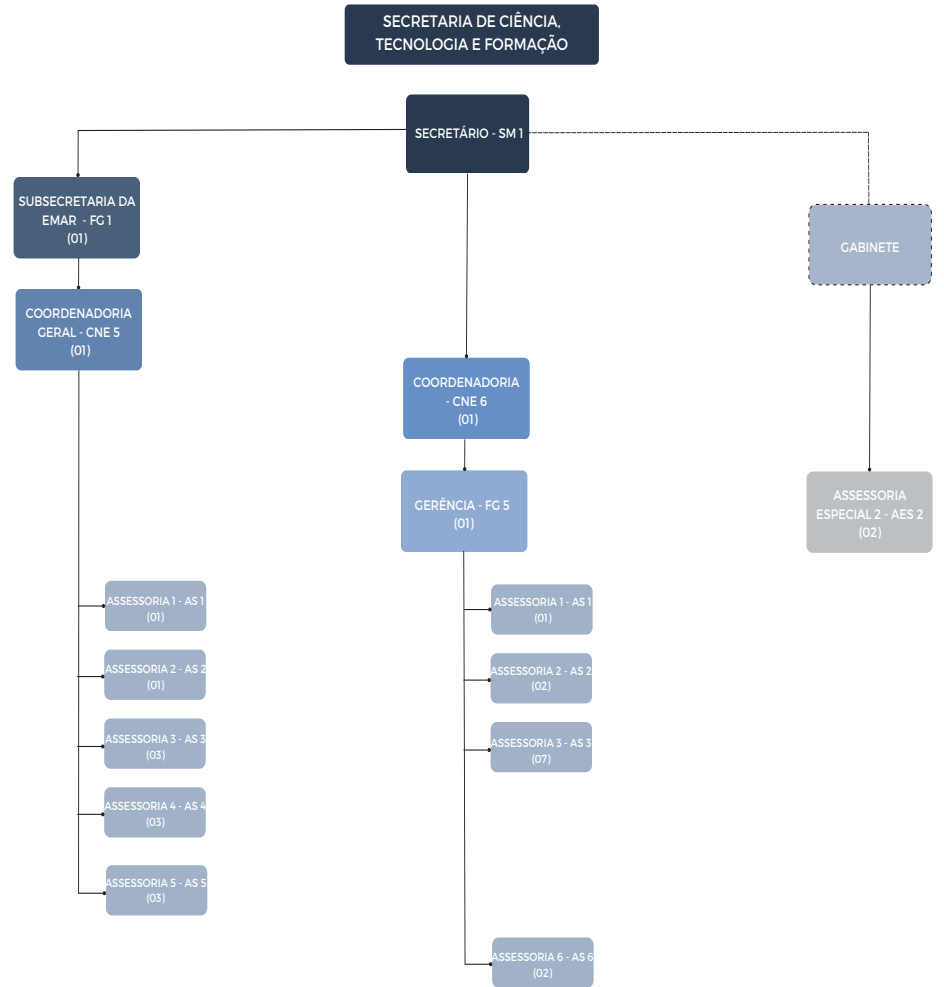 SECRETARIA DE CIÊNCIA,
TECNOLOGIA E FORMAÇÃO
SECRETÁRIO - SM 1
SUBSECRETARIA DA
EMAR - FG 1
(01)
GABINETE
COORDENADORIA
GERAL - CNE 5
(01)
COORDENADORIA
- CNE 6
(01)
GERÊNCIA - FG 5
(01)
ASSESSORIA
ESPECIAL 2 - AES 2
(02)
ASSESSORIA 1 - AS 1
(01)
ASSESSORIA 2 - AS 2
(01)
ASSESSORIA 3 - AS 3
(03)
ASSESSORIA 4 - AS 4
(03)
ASSESSORIA 5 - AS 5
(03)
ASSESSORIA 1 - AS 1
(01)
ASSESSORIA 2 - AS 2
(02)
ASSESSORIA 3 - AS 3
(07)
ASSESSORIA 6 - AS 6
(02)